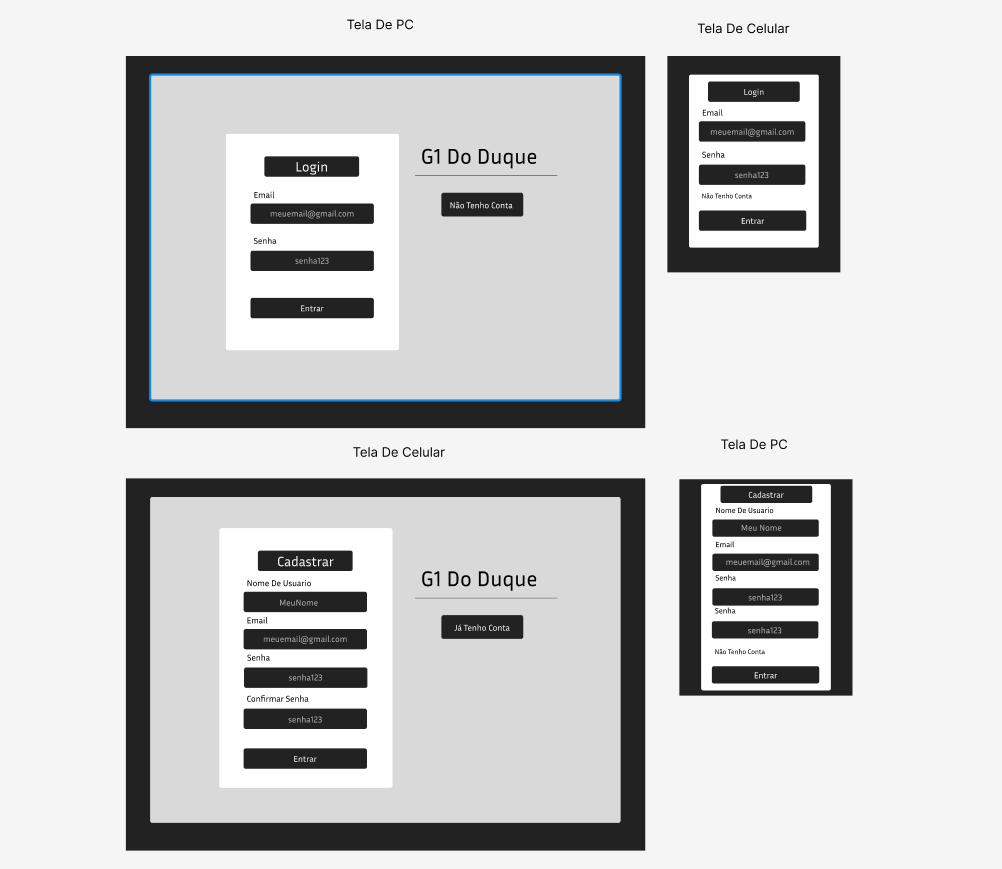 Tela De PC
Login
Email
meuemail@gmail.com
Senha
senha123
Entrar
G1 Do Duque
Não Tenho Conta
Tela De Celular
Login
Email
meuemail@gmail.com
Senha
senha123
Não Tenho Conta
Entrar
Tela De Celular
Cadastrar
Nome De Usuario
MeuNome
Email
meuemail@gmail.com
Senha
senha123
Confirmar Senha
senha123
Entrar
G1 Do Duque
Já Tenho Conta
Tela De PC
Cadastrar
Nome De Usuario
Meu Nome
Email
meuemail@gmail.com
Senha
senha123
Senha
senha123
Não Tenho Conta
Entrar